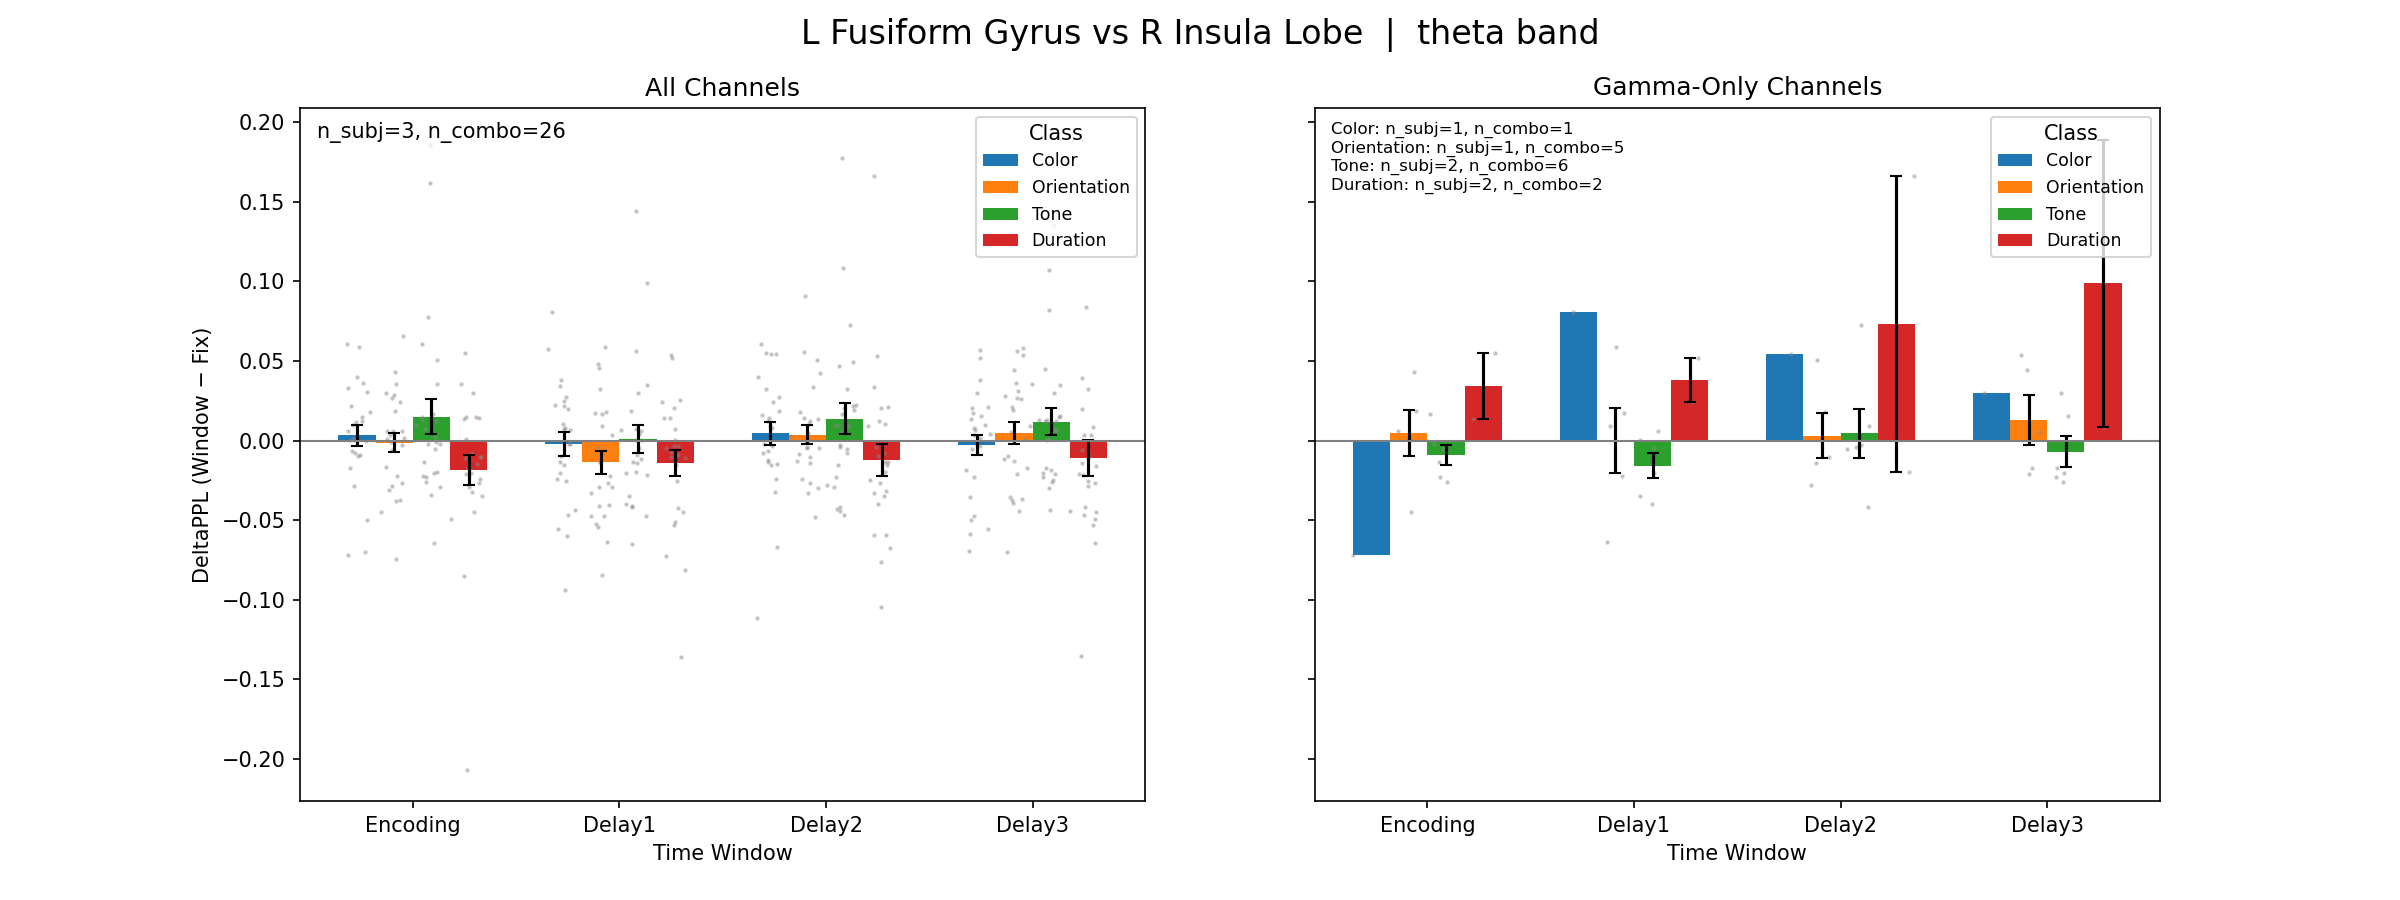 L Fusiform Gyrus vs R Insula Lobe | theta band
All Channels
n_subj=3, n_combo=26
Class
Color
Orientation
Tone
Duration
0.20
0.15
0.10
0.05
0.00
−0.05
−0.10
−0.15
−0.20
DeltaPPL (Window − Fix)
Encoding
Delay1
Delay2
Delay3
Time Window
Gamma-Only Channels
Color: n_subj=1, n_combo=1
Orientation: n_subj=1, n_combo=5
Tone: n_subj=2, n_combo=6
Duration: n_subj=2, n_combo=2
Class
Color
Orientation
Tone
Duration
Encoding
Delay1
Delay2
Delay3
Time Window